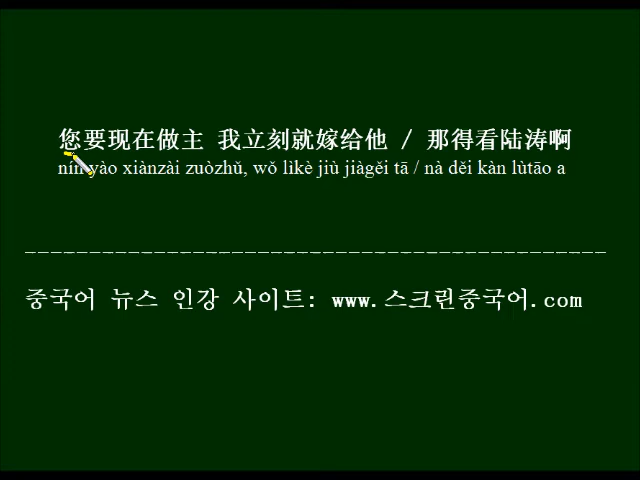 您要现在做主 我立刻就嫁给他 / 那得看陆涛啊
nín yào xiànzài zuòzhǔ, wǒ lìkè jiù jiàgěi tā / nà děi kàn lùtāo a
중국어 뉴스 인강 사이트: www.스크린중국어.com